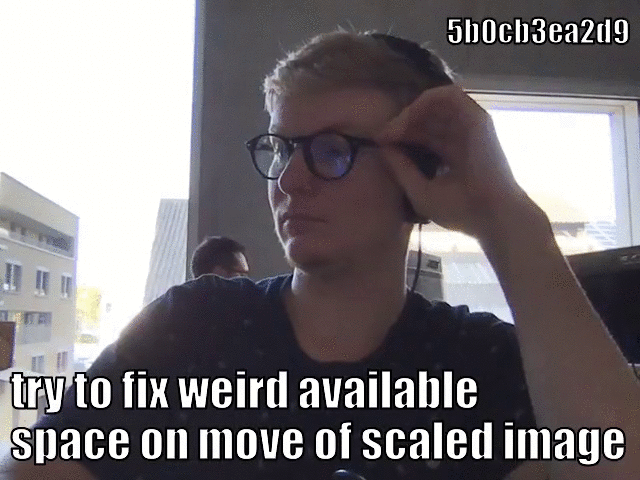 5b0cb3ea2d9
try to fix weird available
space on move of scaled image